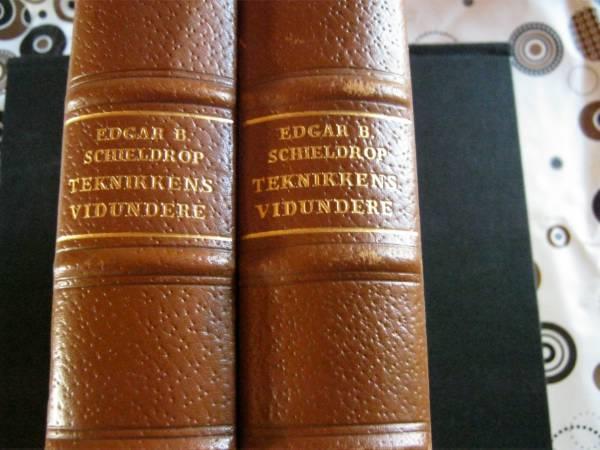 EDGAR B.
SCHIELDROP
TEKNIKKENS
VIDUNDERE
EDGAR B.
SCHIELDROP
TEKNIKKENS
VIDUNDERE